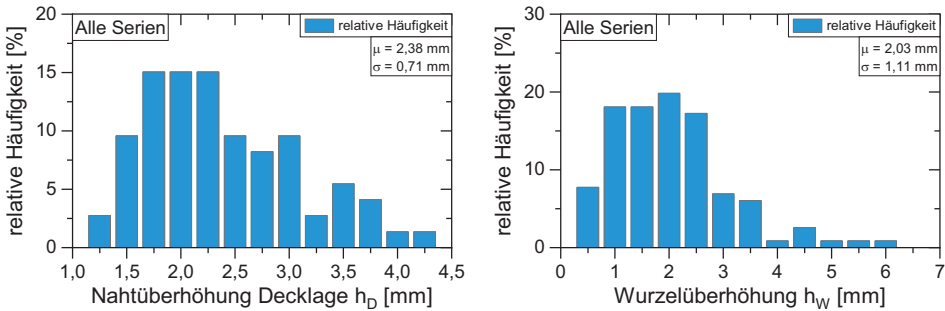 Alle Serien
relative Häufigkeit
μ = 2,38 mm
σ = 0,71 mm
relative Häufigkeit [%]
20
15
10
5
0
1,0 1,5 2,0 2,5 3,0 3,5 4,0 4,5
Nahtüberhöhung Decklage h_D [mm]
Alle Serien
relative Häufigkeit
μ = 2,03 mm
σ = 1,11 mm
relative Häufigkeit [%]
30
20
10
0
0 1 2 3 4 5 6 7
Wurzelüberhöhung h_W [mm]